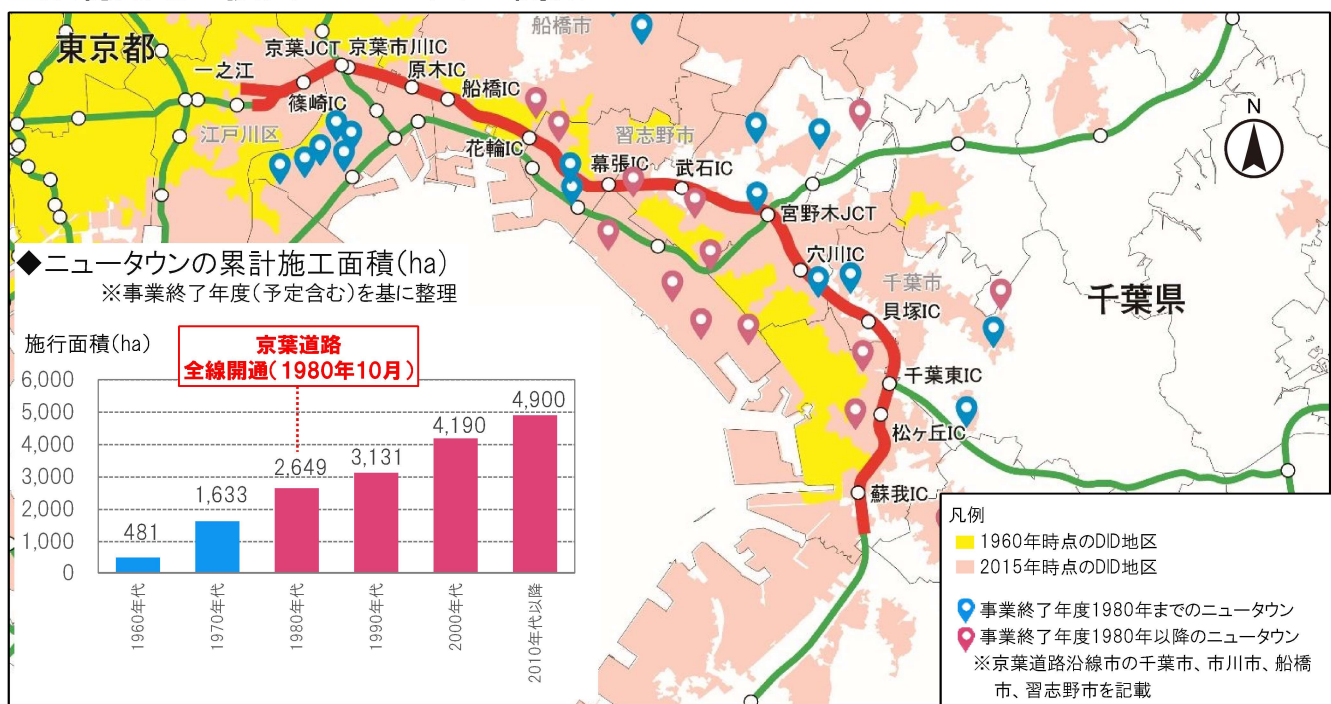 船橋市
東京都
京葉JCT
京葉市川IC
一之江
原木IC
船橋IC
篠崎IC
江戸川区
習志野市
花輪IC
幕張IC
武石IC
N
宮野木JCT
穴川IC
千葉市
千葉県
貝塚IC
千葉東IC
松ヶ丘IC
蘇我IC
◆ニュータウンの累計施工面積(ha)
※事業終了年度(予定含む)を基に整理
施行面積(ha)
京葉道路
全線開通(1980年10月)
6,000
5,000
4,000
3,000
2,000
1,000
0
481
1,633
2,649
3,131
4,190
4,900
1960年代
1970年代
1980年代
1990年代
2000年代
2010年代以降
凡例
1960年時点のDID地区
2015年時点のDID地区
事業終了年度1980年までのニュータウン
事業終了年度1980年以降のニュータウン
※京葉道路沿線市の千葉市、市川市、船橋
市、習志野市を記載